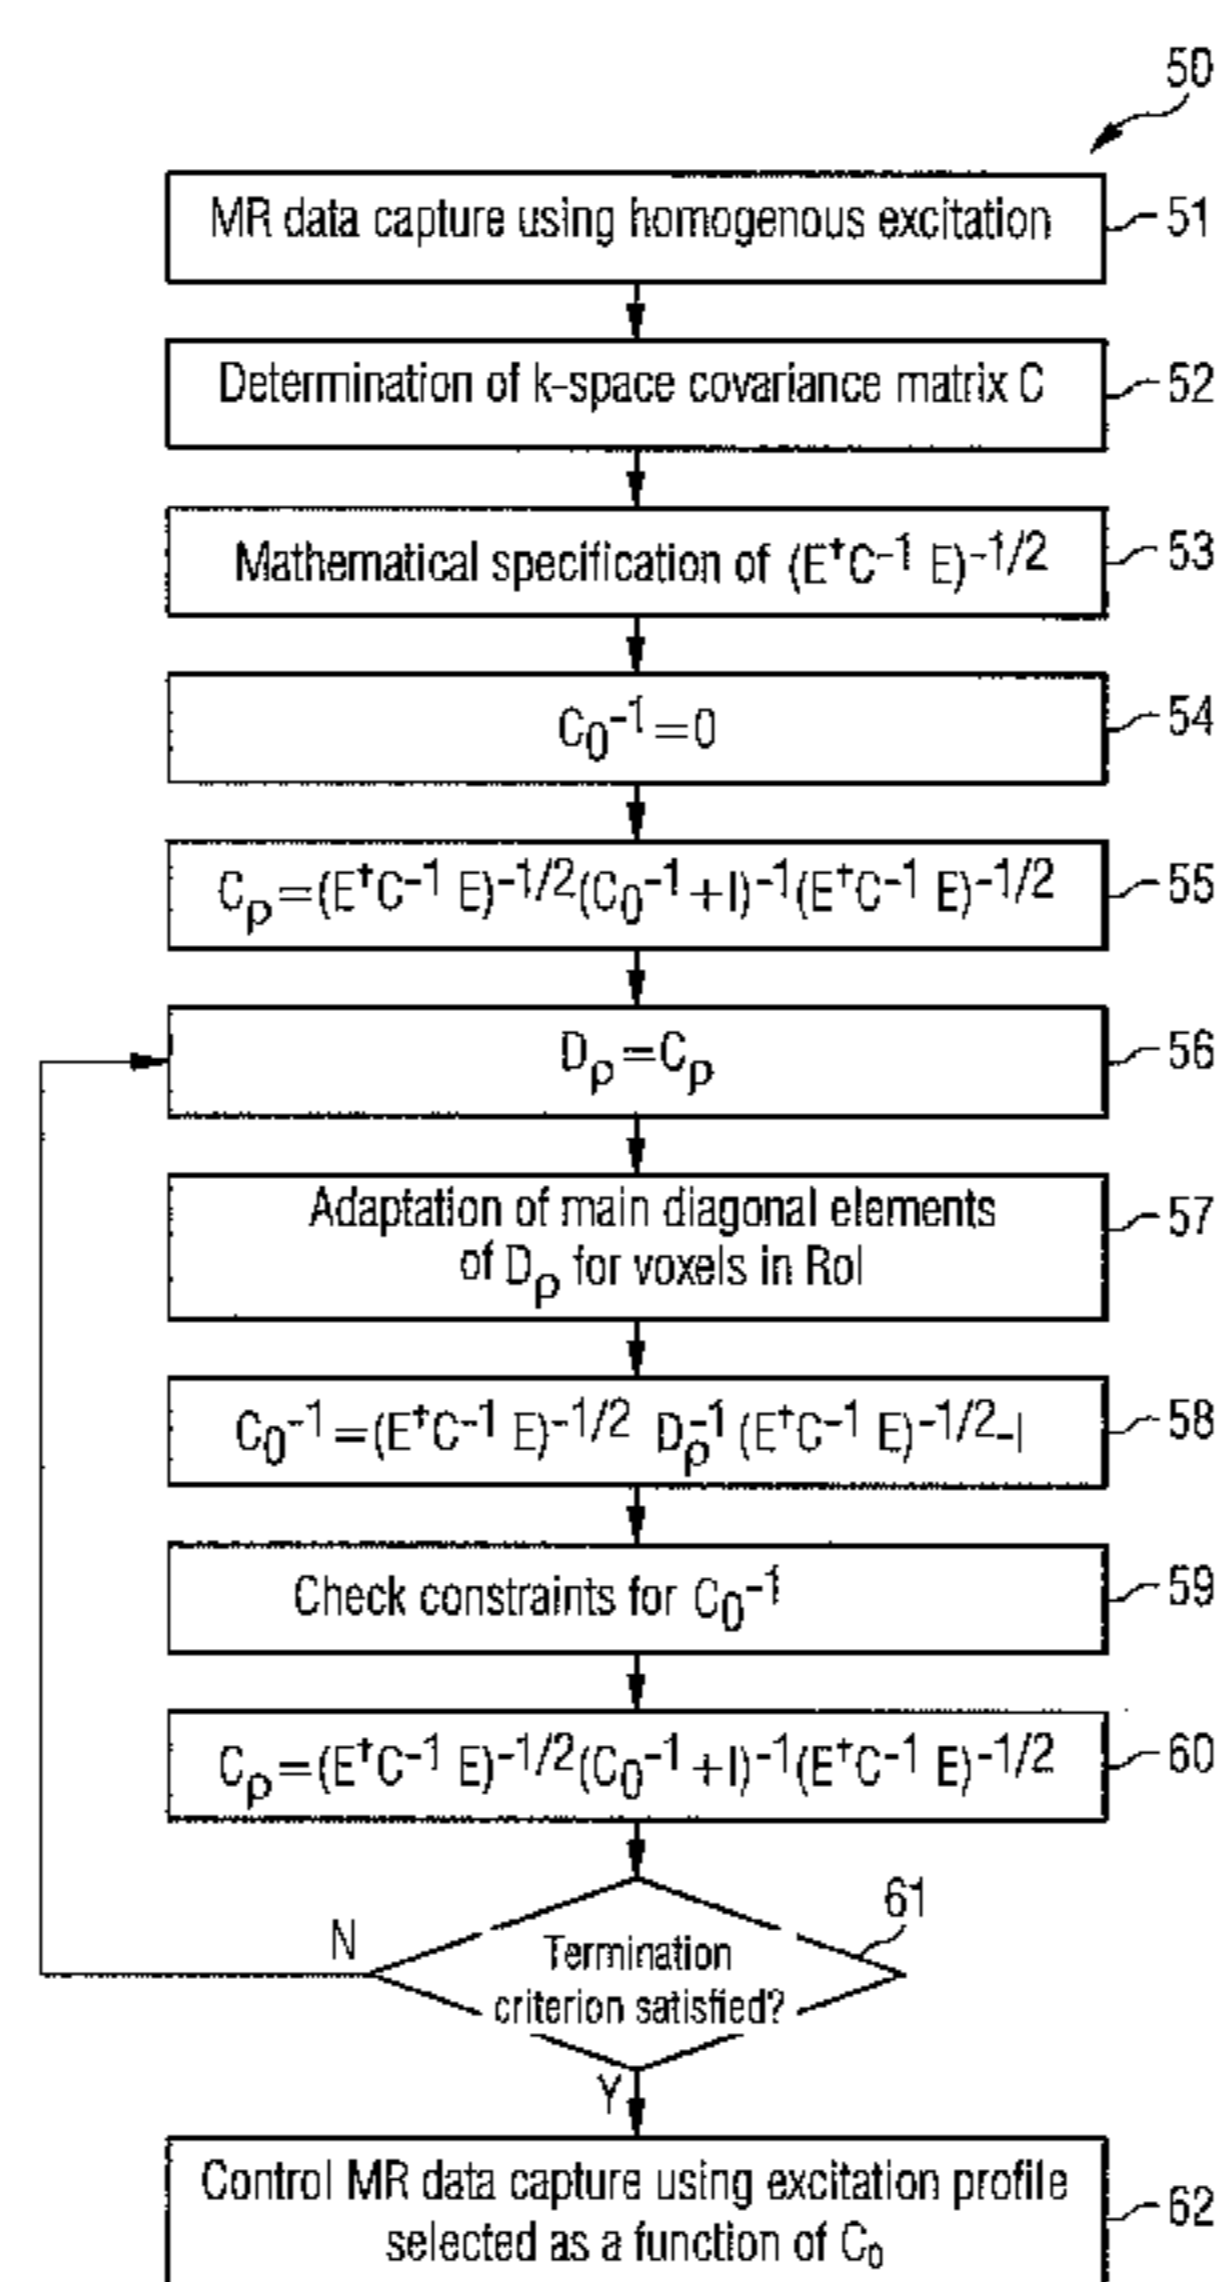 50
MR data capture using homogenous excitation
51
Determination of k-space covariance matrix C
52
Mathematical specification of (E⁺C⁻¹ E)⁻¹/²
53
C₀⁻¹=0
54
Cρ=(E⁺C⁻¹ E)⁻¹/²(C₀⁻¹+I)⁻¹(E⁺C⁻¹ E)⁻¹/²
55
Dρ=Cρ
56
Adaptation of main diagonal elements
of Dρ for voxels in RoI
57
C₀⁻¹=(E⁺C⁻¹ E)⁻¹/² Dρ⁻¹ (E⁺C⁻¹ E)⁻¹/²-I
58
Check constraints for C₀⁻¹
59
Cρ=(E⁺C⁻¹ E)⁻¹/²(C₀⁻¹+I)⁻¹(E⁺C⁻¹ E)⁻¹/²
60
61
N
Termination
criterion satisfied?
Y
Control MR data capture using excitation profile
selected as a function of C₀
62